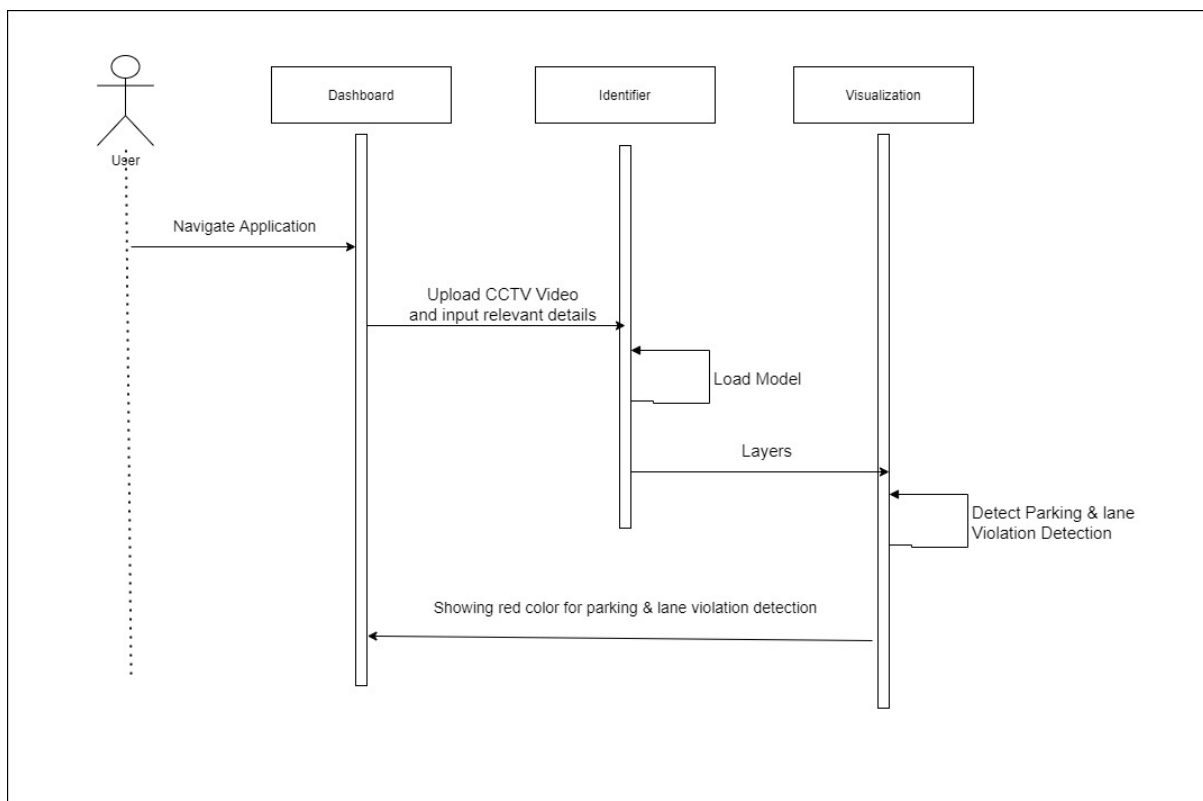 Dashboard
Identifier
Visualization
User
Navigate Application
Upload CCTV Video
and input relevant details
Load Model
Layers
Detect Parking & lane
Violation Detection
Showing red color for parking & lane violation detection